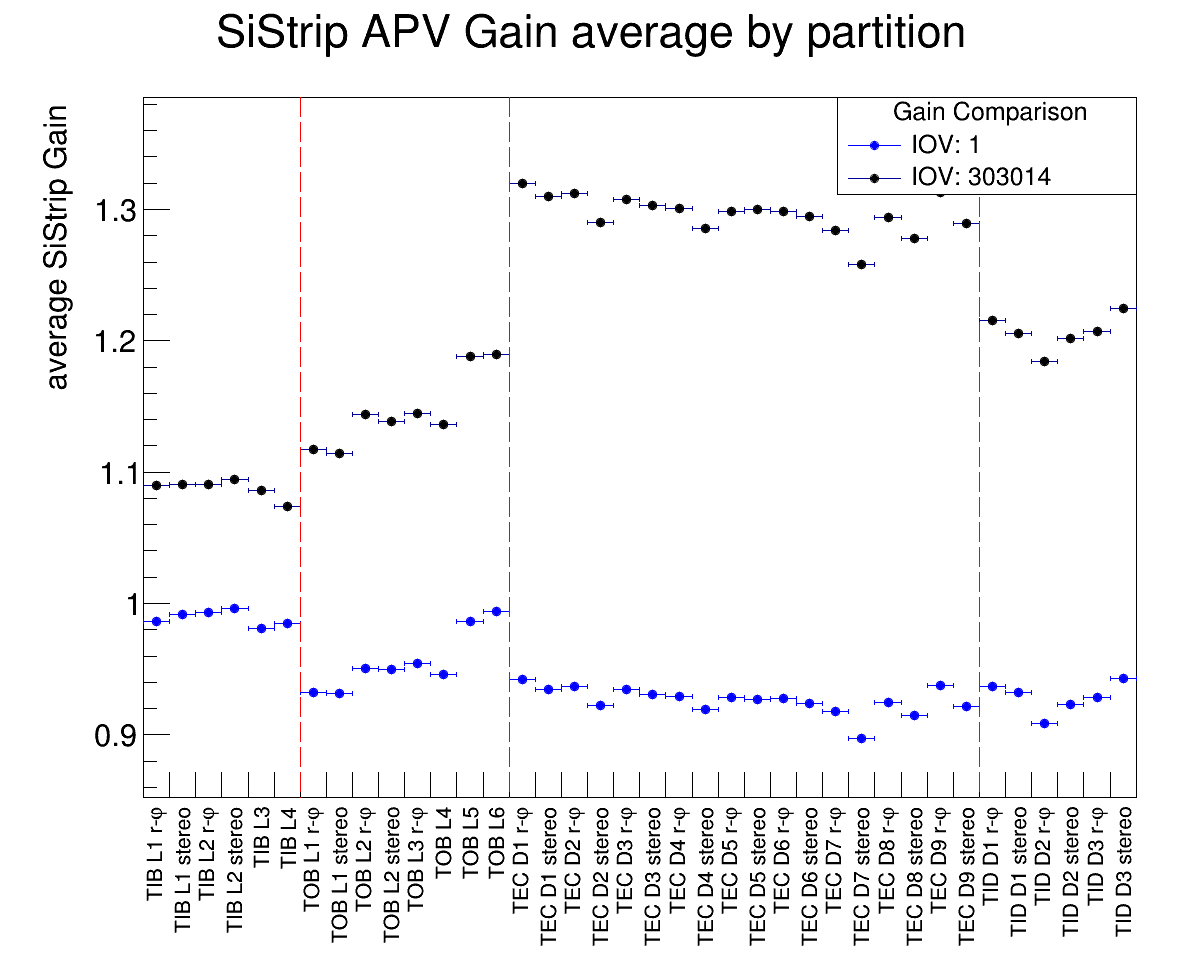 SiStrip APV Gain average by partition
average SiStrip Gain
Gain Comparison
IOV: 1
IOV: 303014
1.3
1.2
1.1
1
0.9
TIB L1 r-φ
TIB L1 stereo
TIB L2 r-φ
TIB L2 stereo
TIB L3
TIB L4
TOB L1 r-φ
TOB L1 stereo
TOB L2 r-φ
TOB L2 stereo
TOB L3 r-φ
TOB L4
TOB L5
TOB L6
TEC D1 r-φ
TEC D1 stereo
TEC D2 r-φ
TEC D2 stereo
TEC D3 r-φ
TEC D3 stereo
TEC D4 r-φ
TEC D4 stereo
TEC D5 r-φ
TEC D5 stereo
TEC D6 r-φ
TEC D6 stereo
TEC D7 r-φ
TEC D7 stereo
TEC D8 r-φ
TEC D8 stereo
TEC D9 r-φ
TEC D9 stereo
TID D1 r-φ
TID D1 stereo
TID D2 r-φ
TID D2 stereo
TID D3 r-φ
TID D3 stereo